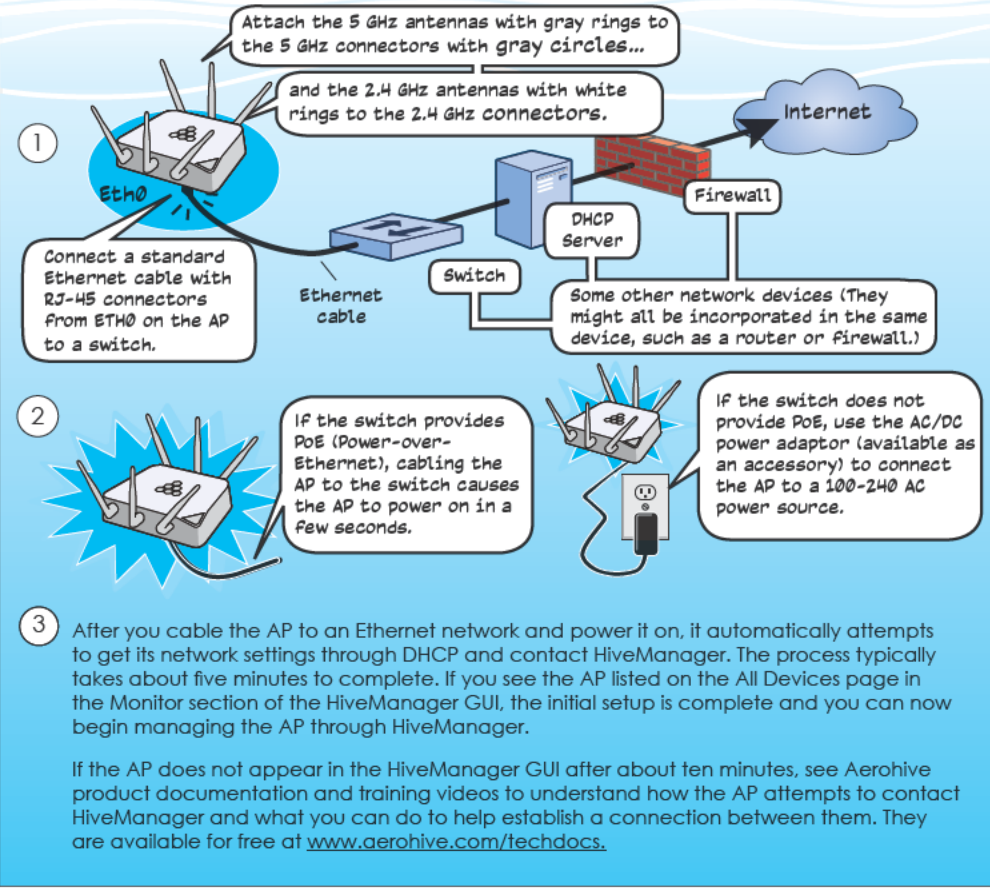 Attach the 5 GHz antennas with gray rings to
the 5 GHz connectors with gray circles...
and the 2.4 GHz antennas with white
rings to the 2.4 GHz connectors.
Internet
1
Eth0
Firewall
DHCP
Server
Switch
Connect a standard
Ethernet cable with
RJ-45 connectors
from ETH0 on the AP
to a switch.
Ethernet
cable
Some other network devices (They
might all be incorporated in the same
device, such as a router or firewall.)
2
If the switch provides
PoE (Power-over-
Ethernet), cabling the
AP to the switch causes
the AP to power on in a
few seconds.
If the switch does not
provide PoE, use the AC/DC
power adaptor (available as
an accessory) to connect
the AP to a 100-240 AC
power source.
3
After you cable the AP to an Ethernet network and power it on, it automatically attempts
to get its network settings through DHCP and contact HiveManager. The process typically
takes about five minutes to complete. If you see the AP listed on the All Devices page in
the Monitor section of the HiveManager GUI, the initial setup is complete and you can now
begin managing the AP through HiveManager.
If the AP does not appear in the HiveManager GUI after about ten minutes, see Aerohive
product documentation and training videos to understand how the AP attempts to contact
HiveManager and what you can do to help establish a connection between them. They
are available for free at www.aerohive.com/techdocs.